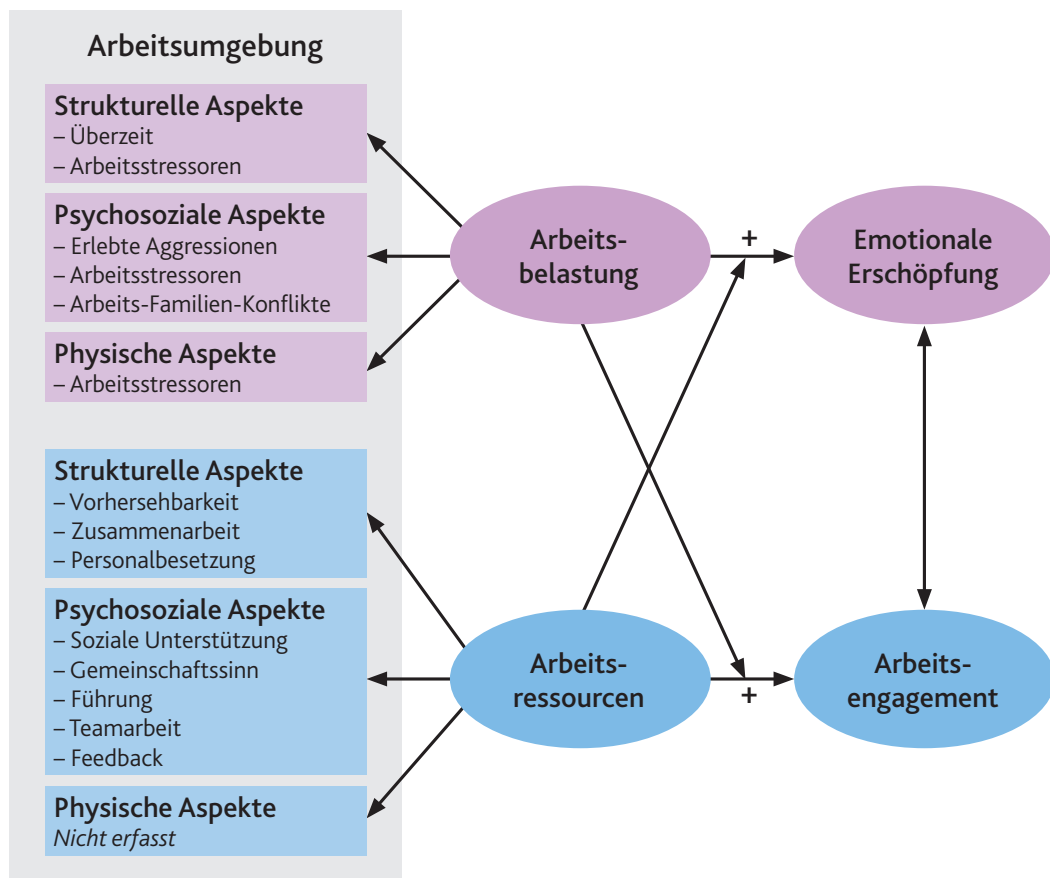 Arbeitsumgebung
Strukturelle Aspekte
– Überzeit
– Arbeitsstressoren
Psychosoziale Aspekte
– Erlebte Aggressionen
– Arbeitsstressoren
– Arbeits-Familien-Konflikte
Physische Aspekte
– Arbeitsstressoren
Strukturelle Aspekte
– Vorhersehbarkeit
– Zusammenarbeit
– Personalbesetzung
Psychosoziale Aspekte
– Soziale Unterstützung
– Gemeinschaftssinn
– Führung
– Teamarbeit
– Feedback
Physische Aspekte
Nicht erfasst
Arbeits-
belastung
+
Emotionale
Erschöpfung
Arbeits-
ressourcen
+
Arbeits-
engagement